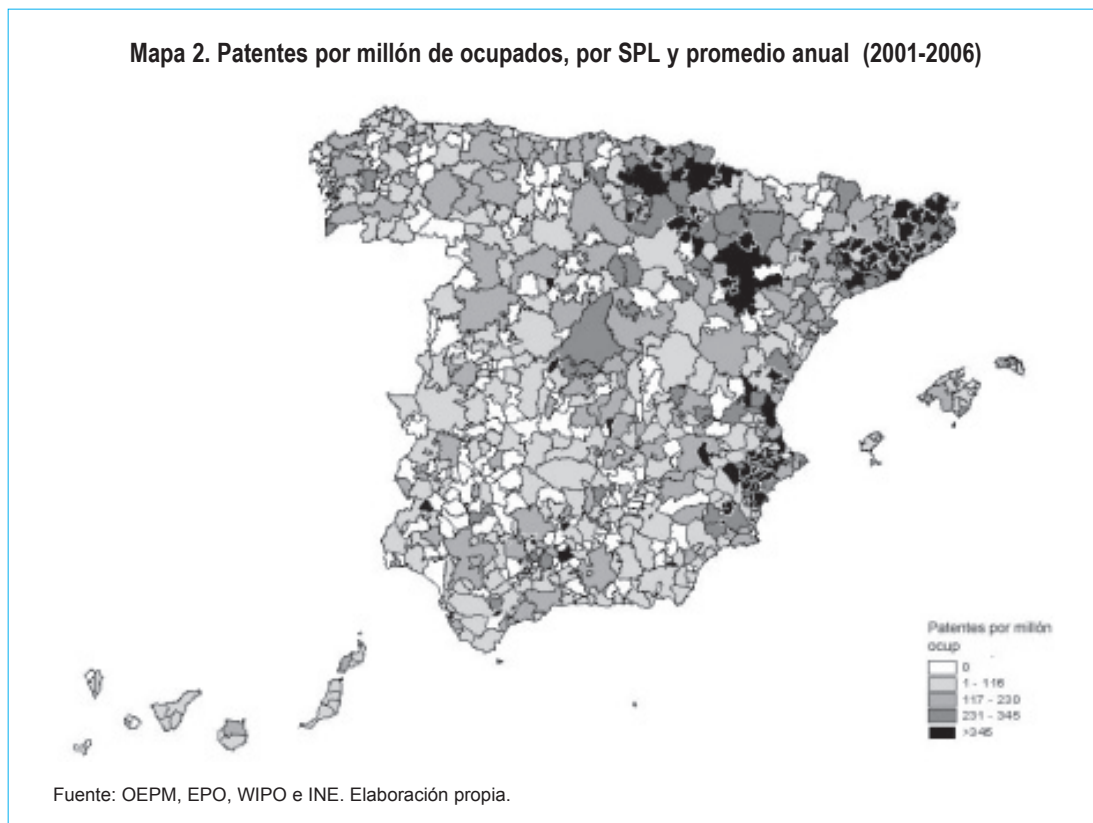 Mapa 2. Patentes por millón de ocupados, por SPL y promedio anual (2001-2006)
Patentes por millón
ocup
0
1 - 116
117 - 230
231 - 345
>345
Fuente: OEPM, EPO, WIPO e INE. Elaboración propia.